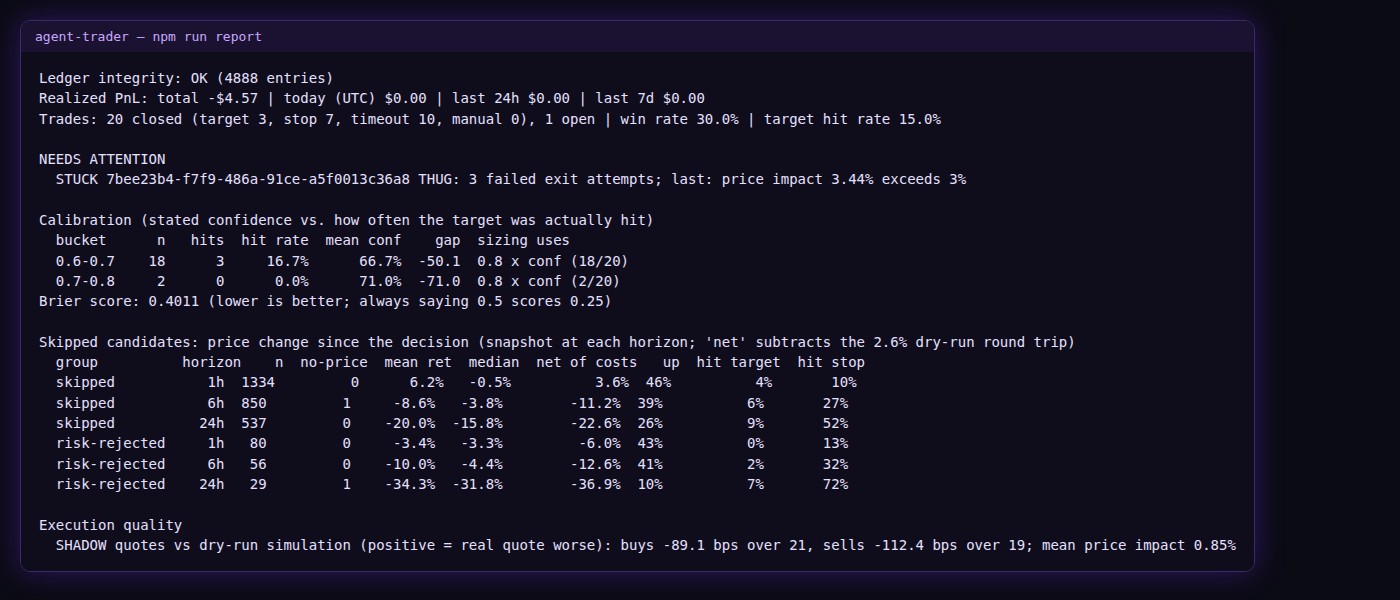 agent-trader — npm run report
Ledger integrity: OK (4888 entries)
Realized PnL: total -$4.57 | today (UTC) $0.00 | last 24h $0.00 | last 7d $0.00
Trades: 20 closed (target 3, stop 7, timeout 10, manual 0), 1 open | win rate 30.0% | target hit rate 15.0%
NEEDS ATTENTION
STUCK 7bee23b4-f7f9-486a-91ce-a5f0013c36a8 THUG: 3 failed exit attempts; last: price impact 3.44% exceeds 3%
Calibration (stated confidence vs. how often the target was actually hit)
bucket n hits hit rate mean conf gap sizing uses
0.6-0.7 18 3 16.7% 66.7% -50.1 0.8 x conf (18/20)
0.7-0.8 2 0 0.0% 71.0% -71.0 0.8 x conf (2/20)
Brier score: 0.4011 (lower is better; always saying 0.5 scores 0.25)
Skipped candidates: price change since the decision (snapshot at each horizon; 'net' subtracts the 2.6% dry-run round trip)
group horizon n no-price mean ret median net of costs up hit target hit stop
skipped 1h 1334 0 6.2% -0.5% 3.6% 46% 4% 10%
skipped 6h 850 1 -8.6% -3.8% -11.2% 39% 6% 27%
skipped 24h 537 0 -20.0% -15.8% -22.6% 26% 9% 52%
risk-rejected 1h 80 0 -3.4% -3.3% -6.0% 43% 0% 13%
risk-rejected 6h 56 0 -10.0% -4.4% -12.6% 41% 2% 32%
risk-rejected 24h 29 1 -34.3% -31.8% -36.9% 10% 7% 72%
Execution quality
SHADOW quotes vs dry-run simulation (positive = real quote worse): buys -89.1 bps over 21, sells -112.4 bps over 19; mean price impact 0.85%